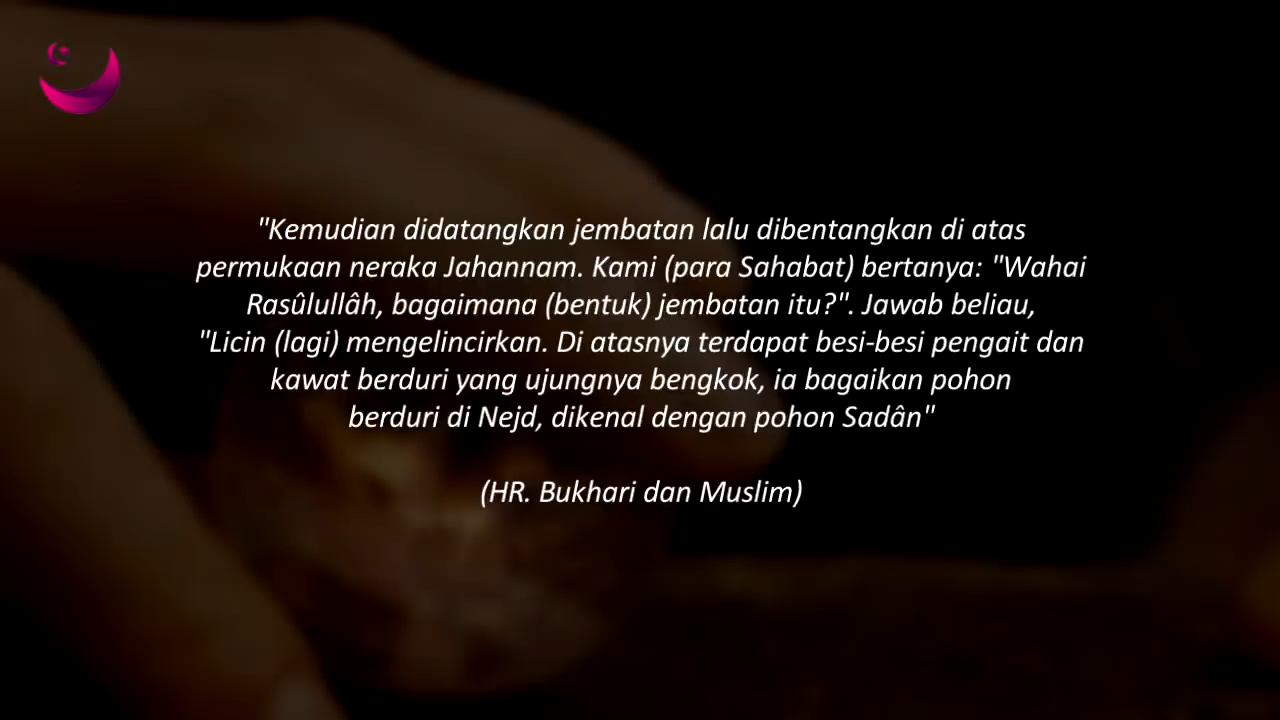 "Kemudian didatangkan jembatan lalu dibentangkan di atas
permukaan neraka Jahannam. Kami (para Sahabat) bertanya: "Wahai
Rasûlullâh, bagaimana (bentuk) jembatan itu?". Jawab beliau,
"Licin (lagi) mengelincirkan. Di atasnya terdapat besi-besi pengait dan
kawat berduri yang ujungnya bengkok, ia bagaikan pohon
berduri di Nejd, dikenal dengan pohon Sadân"
(HR. Bukhari dan Muslim)